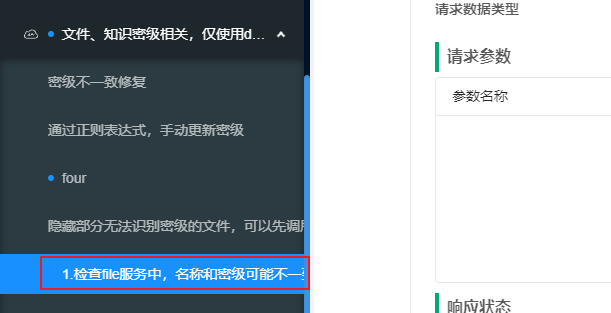 文件、知识密级相关，仅使用d...
密级不一致修复
通过正则表达式，手动更新密级
four
隐藏部分无法识别密级的文件，可以先调
1.检查file服务中，名称和密级可能不一
请求数据类型
请求参数
参数名称
响应状态